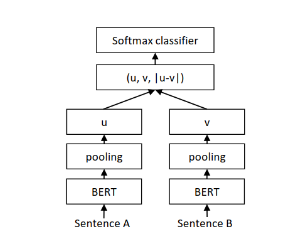 Softmax classifier
(u, v, |u-v|)
u v
pooling pooling
BERT BERT
Sentence A Sentence B